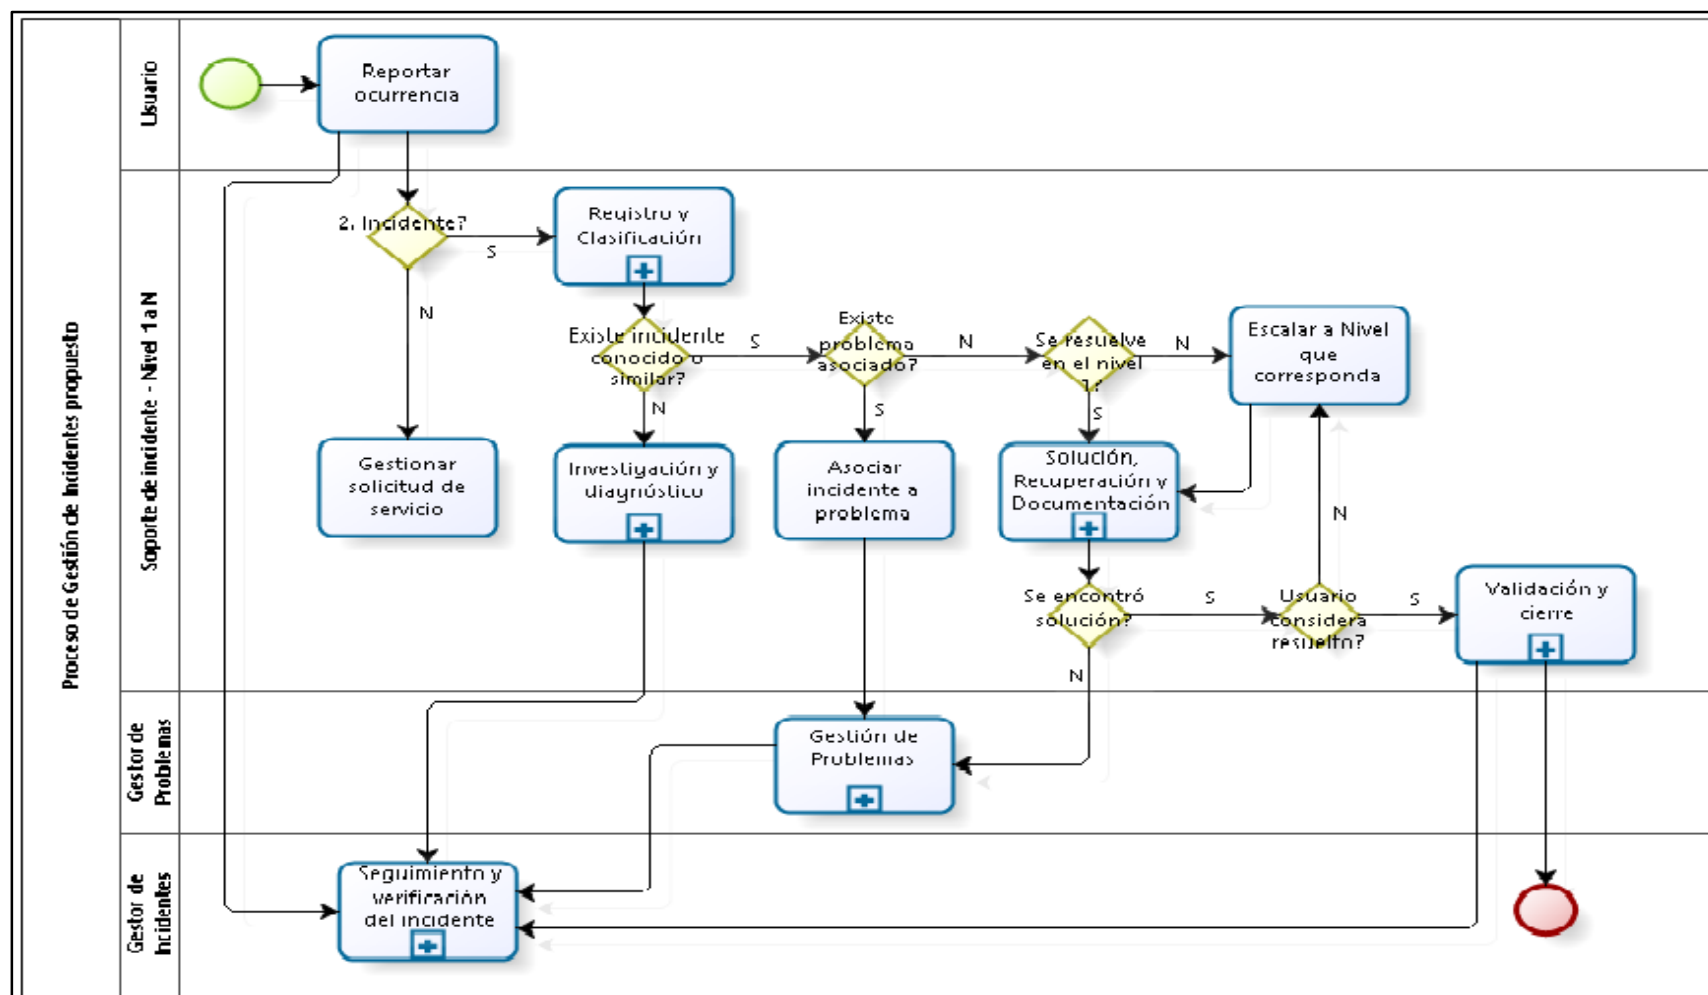 Proceso de Gestión de Incidentes propuesto
Usuario
Reportar
ocurrencia
Soporte de incidente - Nivel 1 a N
2. Incidente?
S
N
Registro y
Clasificación
Existe incidente
conocido o
similar?
S
N
Existe
problema
asociado?
N
S
Se resuelve
en el nivel
1?
N
S
Escalar a Nivel
que
corresponda
Gestionar
solicitud de
servicio
Investigación y
diagnóstico
Asociar
incidente a
problema
Solución,
Recuperación y
Documentación
Se encontró
solución?
S
N
Usuario
considera
resuelto?
N
S
Validación y
cierre
Gestor de
Problemas
Gestión de
Problemas
Gestor de
Incidentes
Seguimiento y
verificación
del incidente